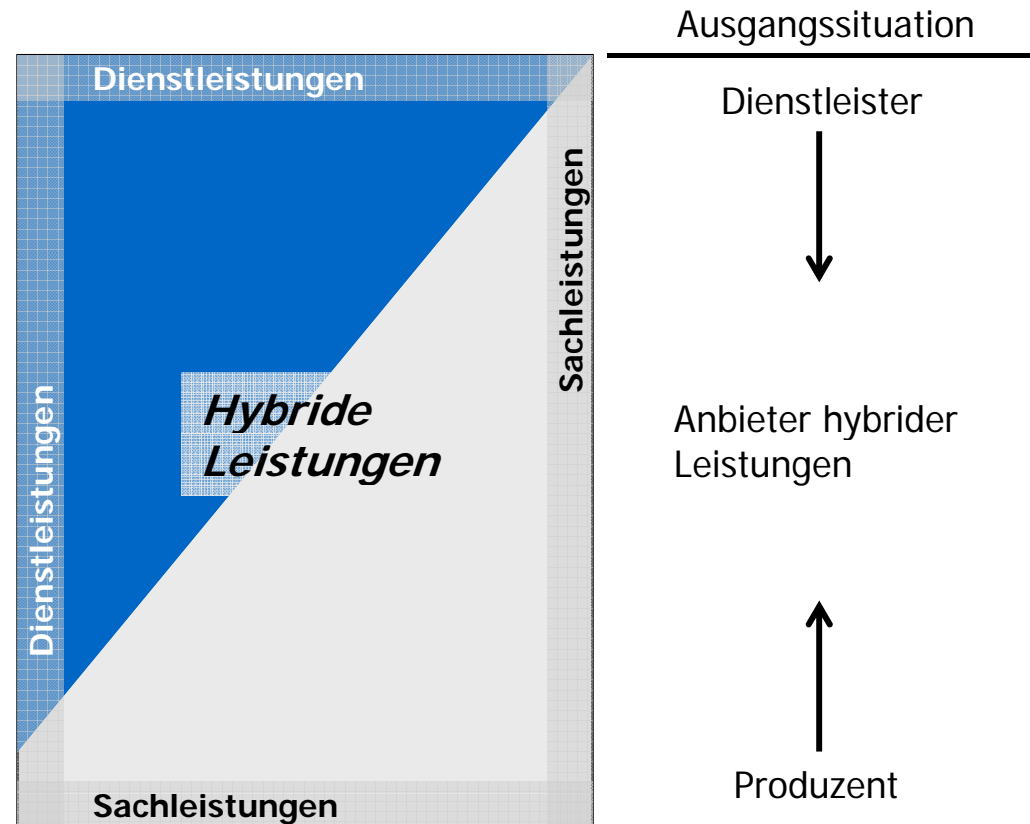 Ausgangssituation
Dienstleistungen
Dienstleister
Sachleistungen
Dienstleistungen
Hybride
Leistungen
Anbieter hybrider
Leistungen
Produzent
Sachleistungen